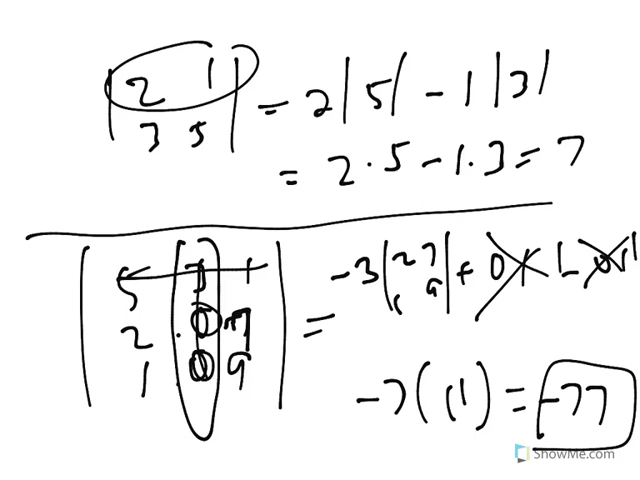 |2 1| = 2|5| - 1|3|
|3 5| = 2 · 5 - 1 · 3 = 7
|5 3 1| = -3|2 7| + 0
|2 0 7| |1 9|
|1 0 9| -7(11) = -77
ShowMe.com